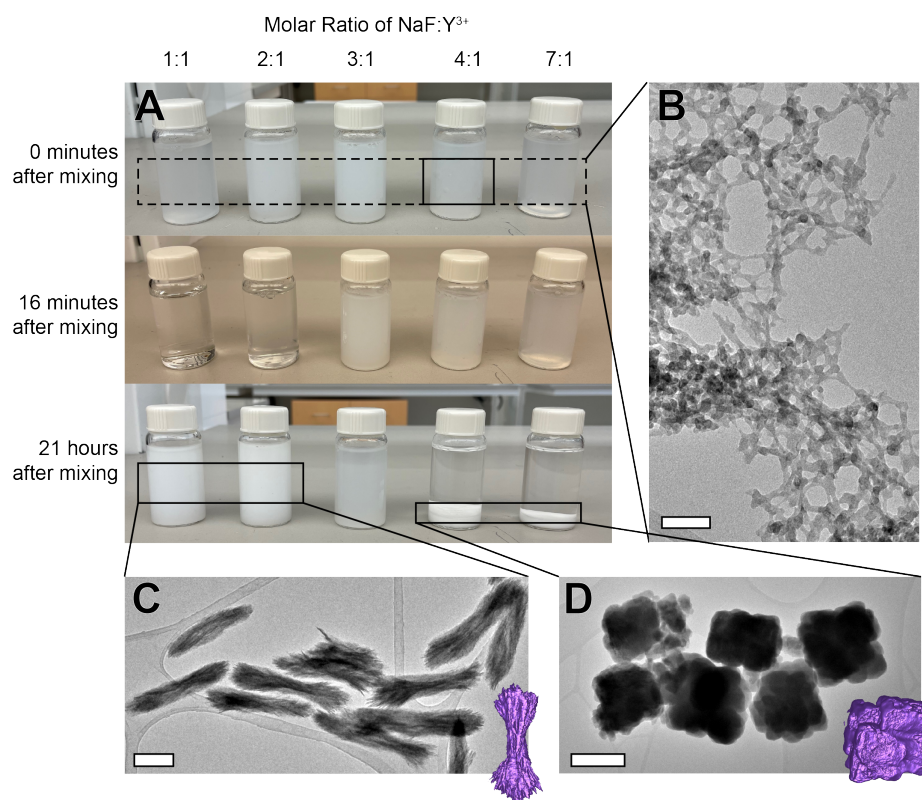 Molar Ratio of NaF:Y³⁺
1:1 2:1 3:1 4:1 7:1
A
B
0 minutes
after mixing
16 minutes
after mixing
21 hours
after mixing
C
D